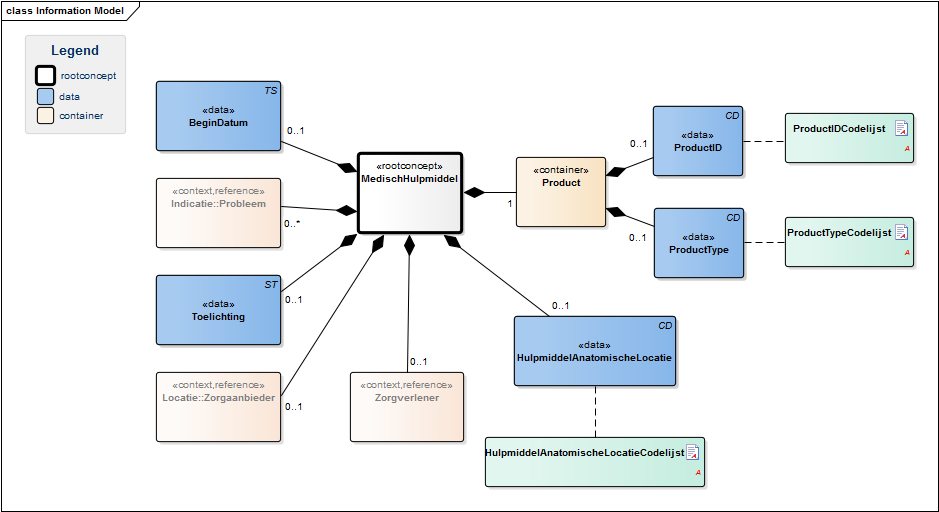 class Information Model
Legend
rootconcept
data
container
TS
«data»
BeginDatum
0..1
«context,reference»
Indicatie::Probleem
0..*
ST
«data»
Toelichting
0..1
«context,reference»
Locatie::Zorgaanbieder
0..1
«context,reference»
Zorgverlener
0..1
«rootconcept»
MedischHulpmiddel
«container»
Product
1
CD
«data»
ProductID
0..1
ProductIDCodelijst
A
CD
«data»
ProductType
0..1
ProductTypeCodelijst
A
CD
«data»
HulpmiddelAnatomischeLocatie
0..1
HulpmiddelAnatomischeLocatieCodelijst
A